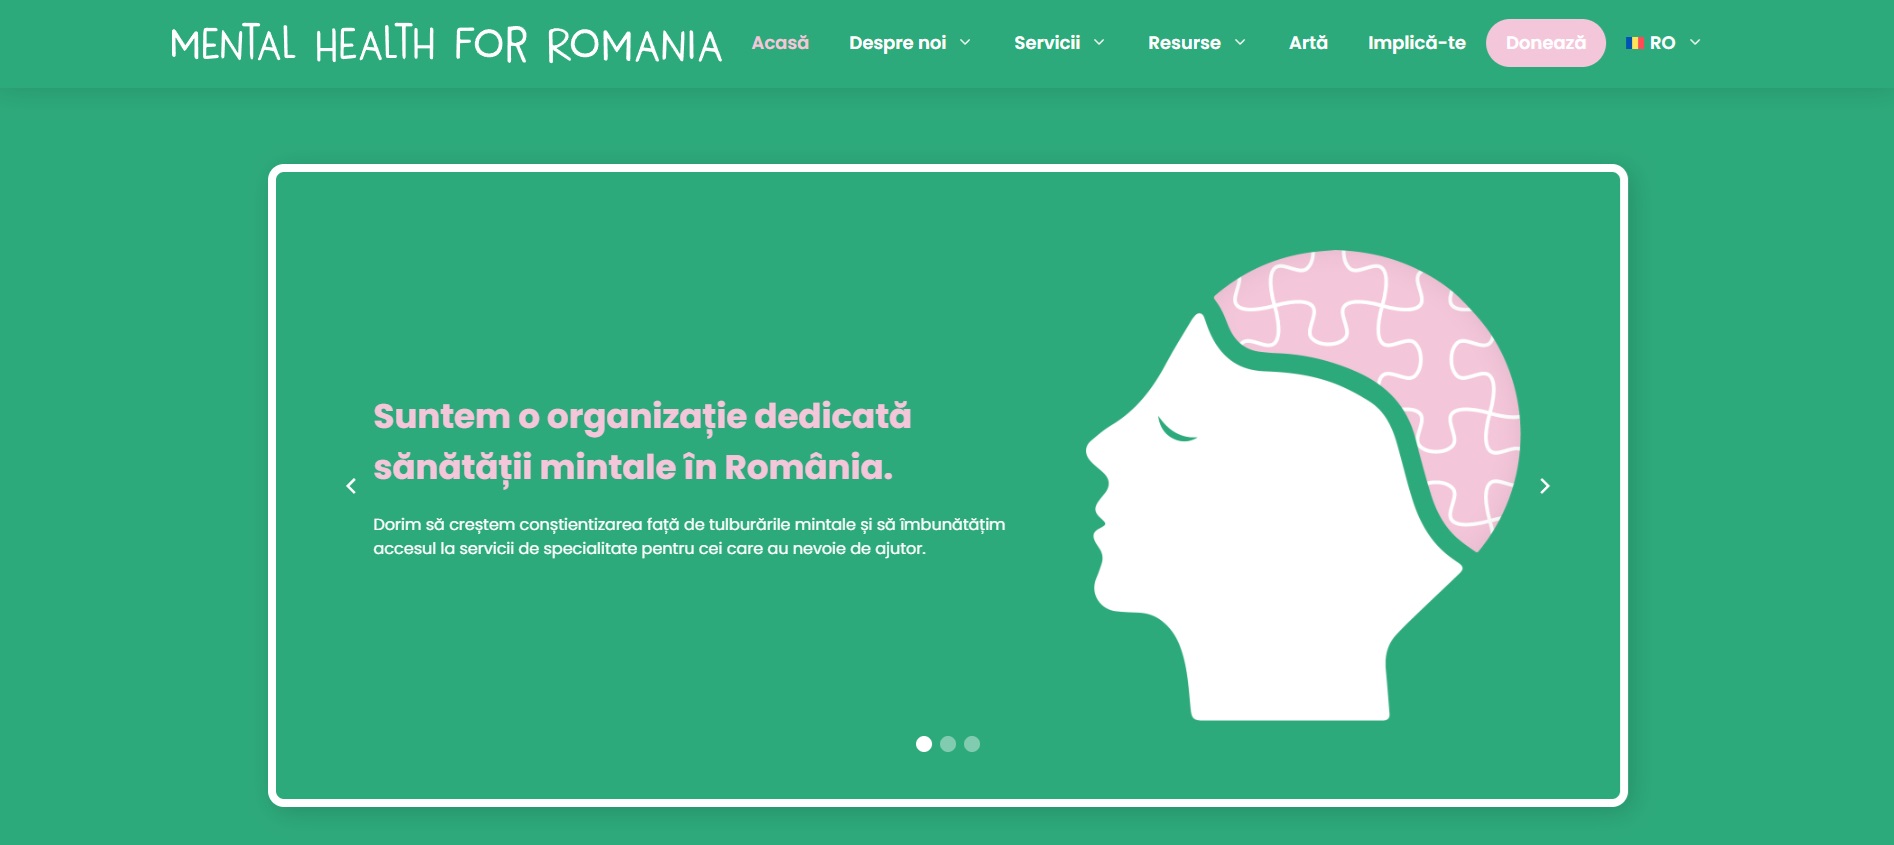 MENTAL HEALTH FOR ROMANIA
Acasă
Despre noi
Servicii
Resurse
Artă
Implică-te
Donează
RO
Suntem o organizație dedicată
sănătății mintale în România.
Dorim să creștem conștientizarea față de tulburările mintale și să îmbunătățim
accesul la servicii de specialitate pentru cei care au nevoie de ajutor.